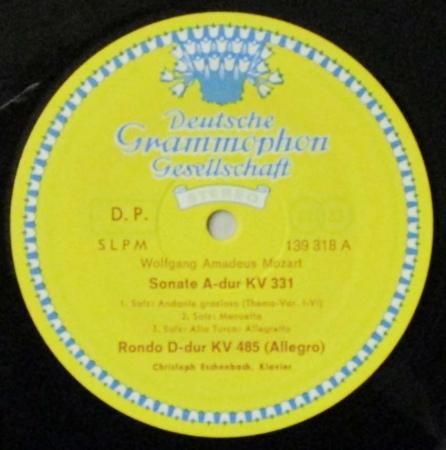 Deutsche
Grammophon
Gesellschaft
STEREO
D. P.
SLPM 139 318 A
Wolfgang Amadeus Mozart
Sonate A-dur KV 331
1. Satz: Andante grazioso (Thema-Var. I-VI)
2. Satz: Menuetto
3. Satz: Alla Turca: Allegretto
Rondo D-dur KV 485 (Allegro)
Christoph Eschenbach, Klavier